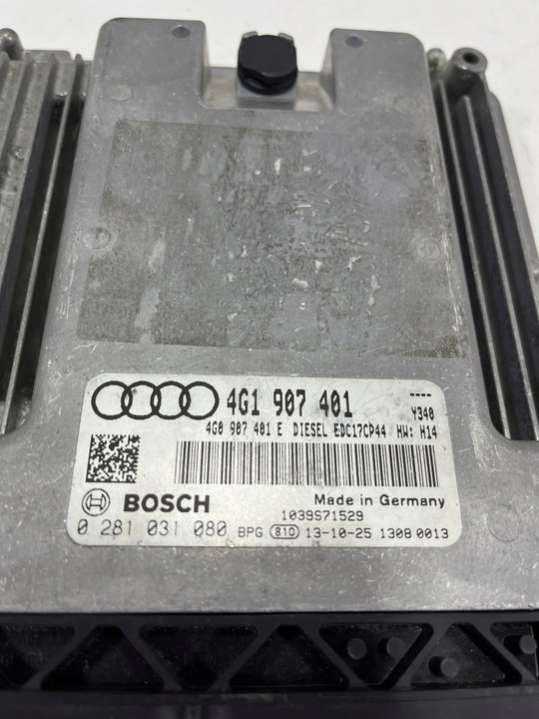 4G1 907 401 ----
4G0 907 401 E DIESEL EDC17CP44 HW: H14 Y340
BOSCH
Made in Germany
1039S71529
0 281 031 080 BPG 810 13-10-25 1308 0013